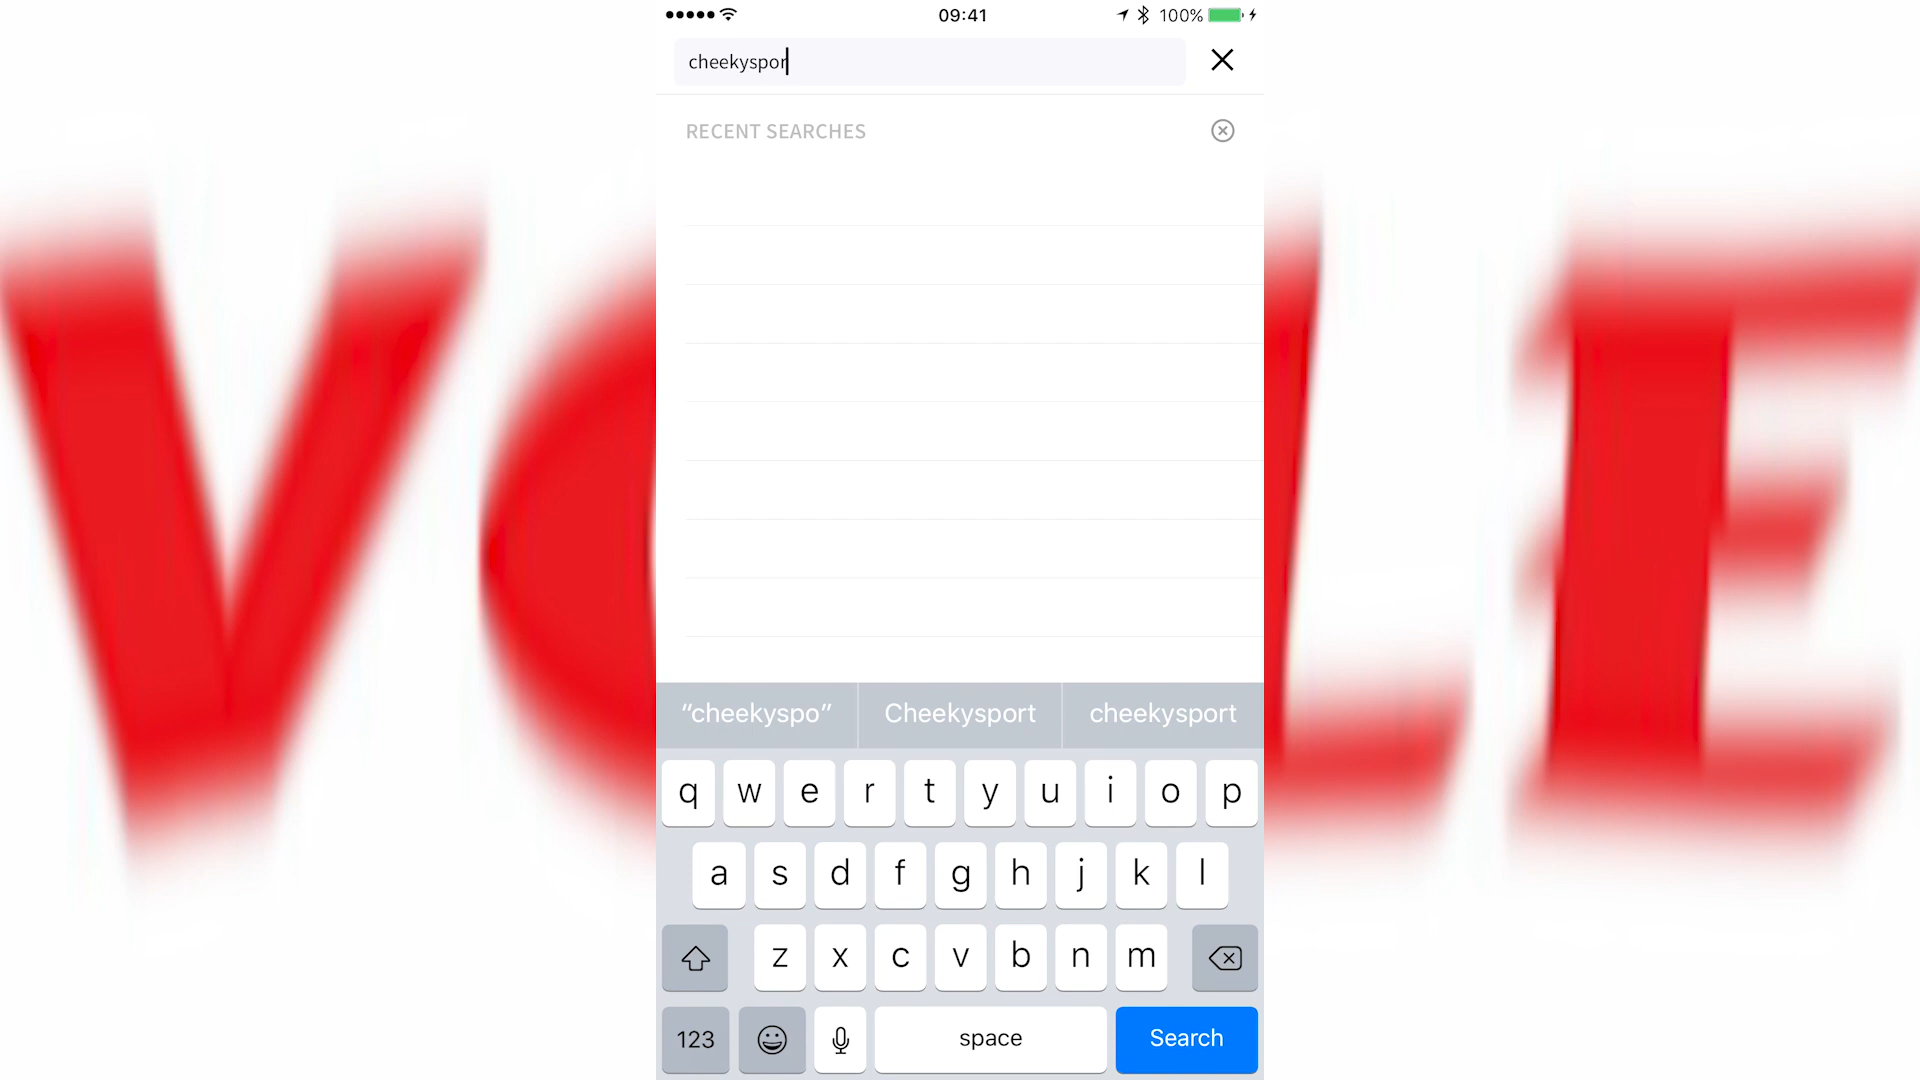 09:41
100%
cheekyspor
RECENT SEARCHES
“cheekyspo” Cheekysport cheekysport
q w e r t y u i o p
a s d f g h j k l
z x c v b n m
123 space Search
V L E